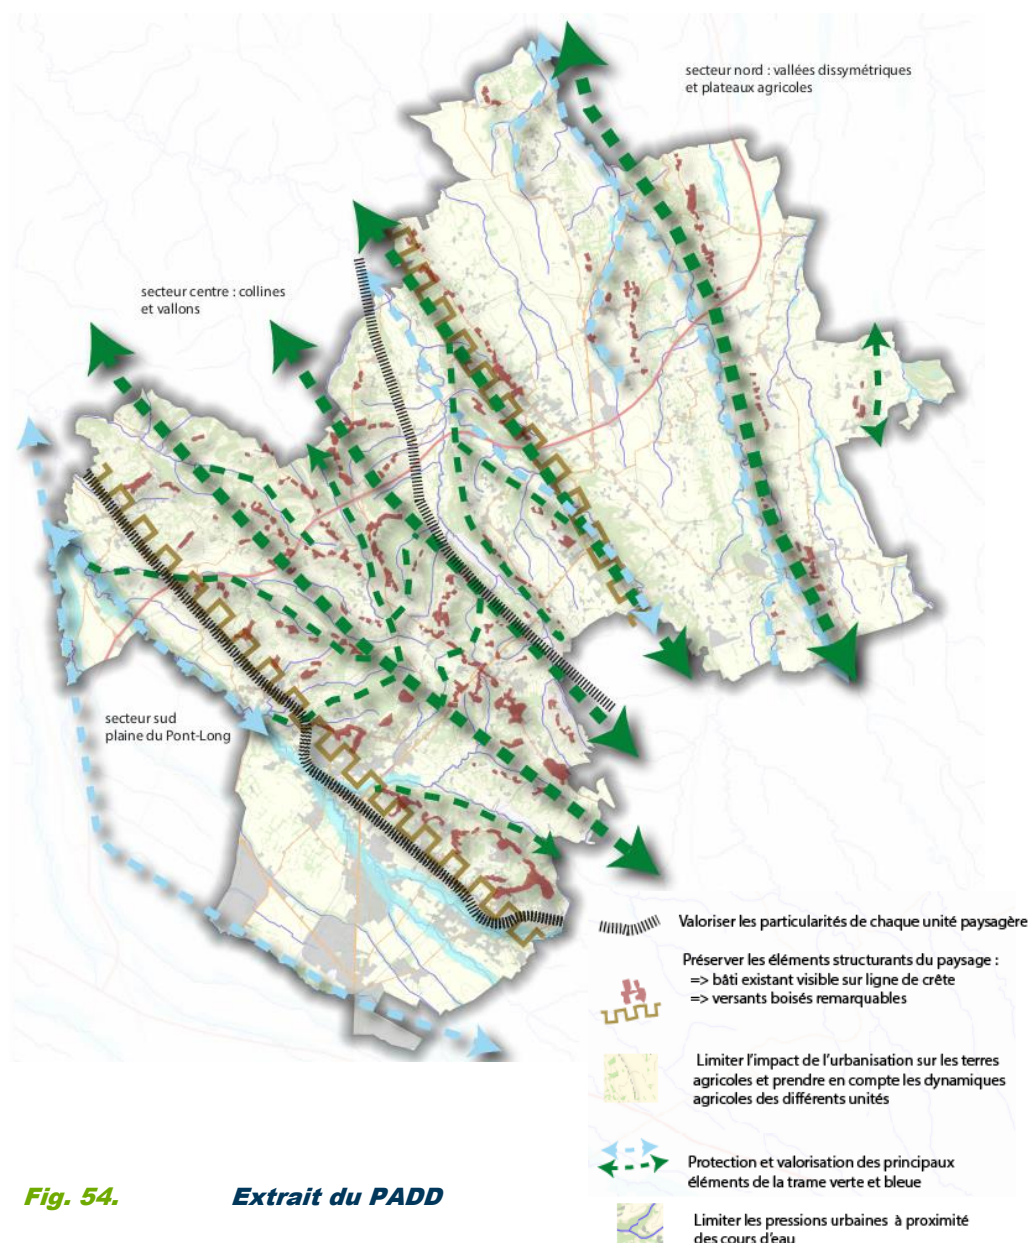 secteur nord : vallées dissymétriques
et plateaux agricoles
secteur centre : collines
et vallons
secteur sud
plaine du Pont-Long
Valoriser les particularités de chaque unité paysagère
Préserver les éléments structurants du paysage :
=> bâti existant visible sur ligne de crête
=> versants boisés remarquables
Limiter l'impact de l'urbanisation sur les terres
agricoles et prendre en compte les dynamiques
agricoles des différents unités
Protection et valorisation des principaux
éléments de la trame verte et bleue
Limiter les pressions urbaines à proximité
des cours d'eau
Fig. 54. Extrait du PADD